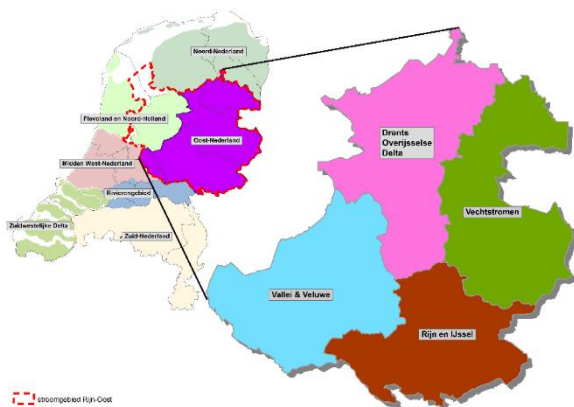 Noord-Nederland
Flevoland en Noord-Holland
Oost-Nederland
Midden West-Nederland
Rivierengebied
Zuidwestelijke Delta
Zuid-Nederland
Dronts
Overijsselse
Delta
Vechtstromen
Vallei & Veluwe
Rijn en IJssel
stroomgebied Rijn-Oost